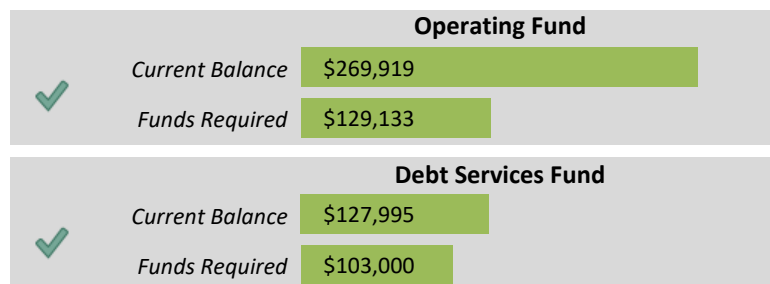 Operating Fund
Current Balance $269,919
Funds Required $129,133
Debt Services Fund
Current Balance $127,995
Funds Required $103,000